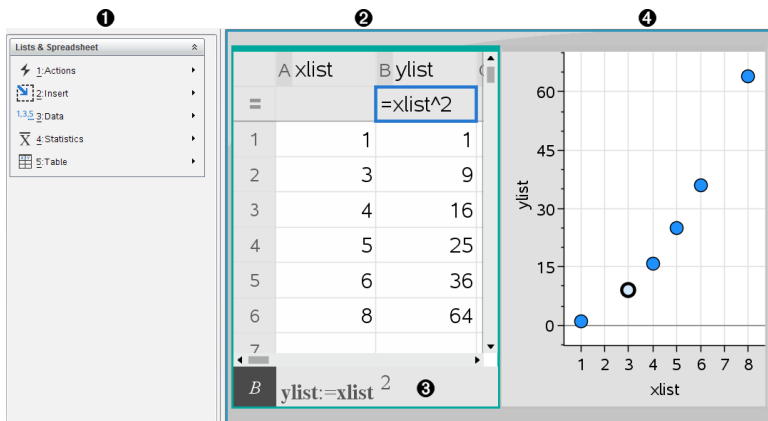 ❶ ❷ ❹
Lists & Spreadsheet
1:Actions
2:Insert
1,3,5 3:Data
X 4:Statistics
5:Table
A xlist B ylist
= =xlist^2
1 1 1
2 3 9
3 4 16
4 5 25
5 6 36
6 8 64
7
B ylist:=xlist 2 ❸
60
45
30
15
0
ylist
1 2 3 4 5 6 7 8
xlist